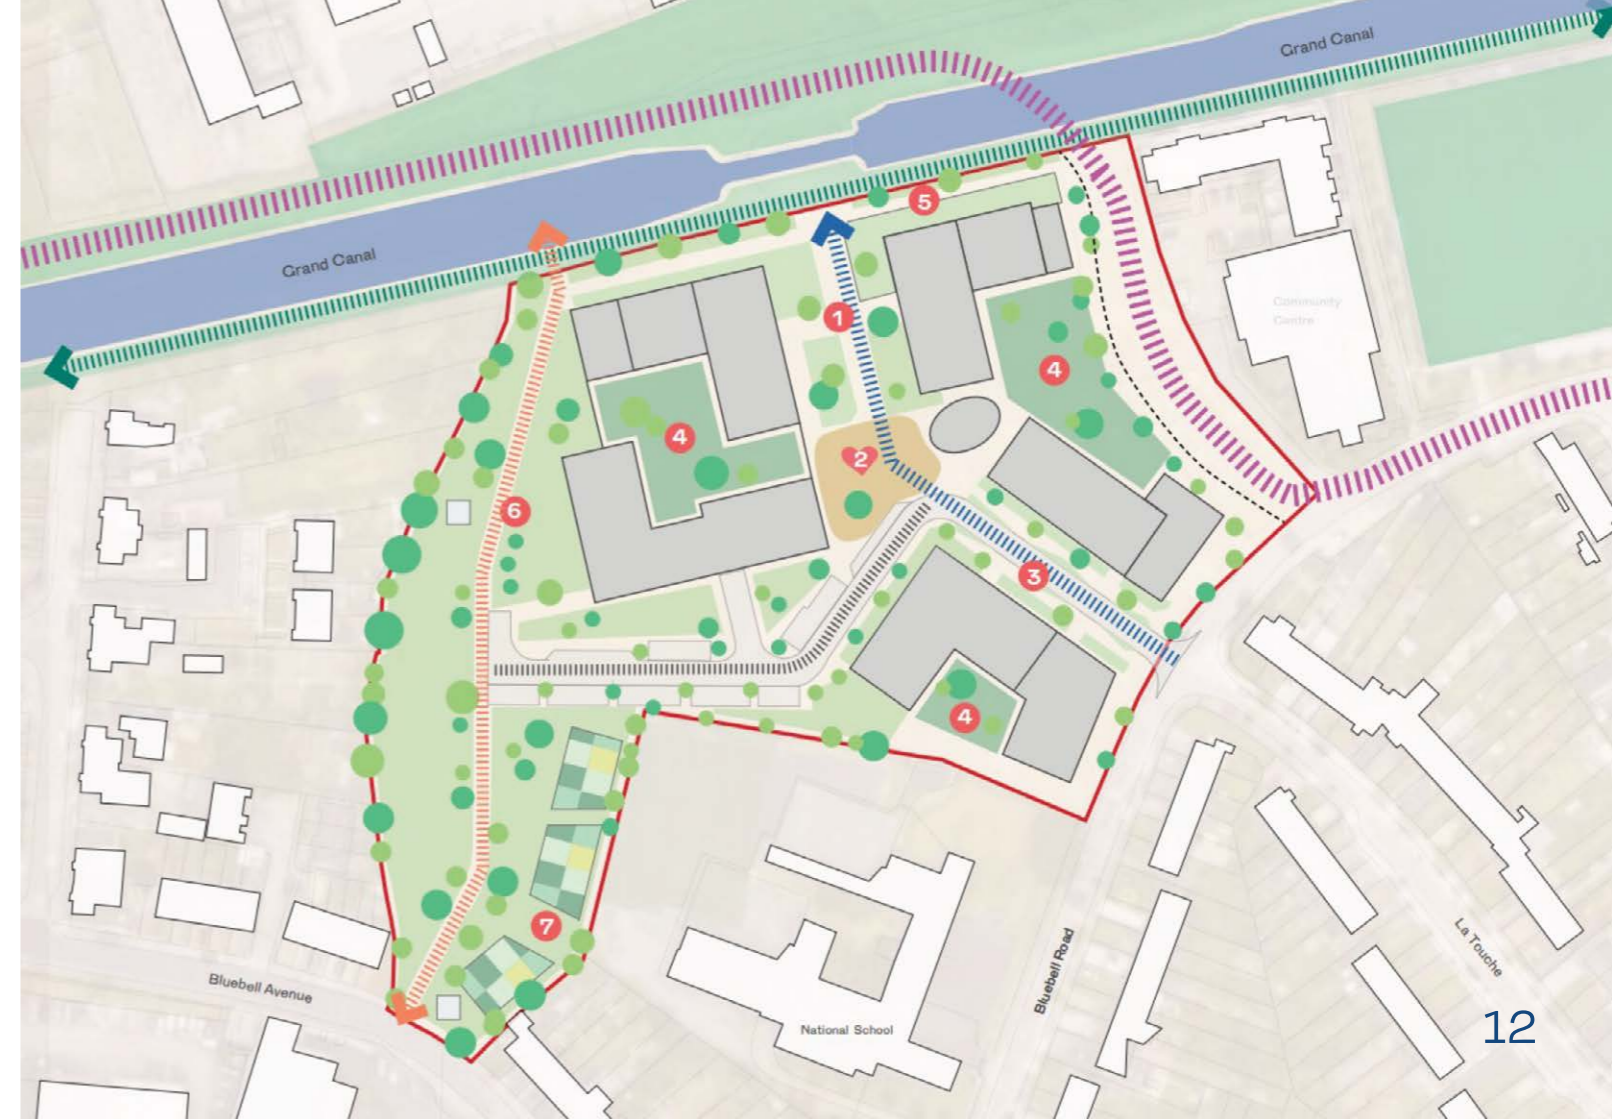 Grand Canal
Grand Canal
5
1
Community
Centre
4
4
2
6
3
4
7
Bluebell Avenue
Bluebell Road
La Touche
National School
12